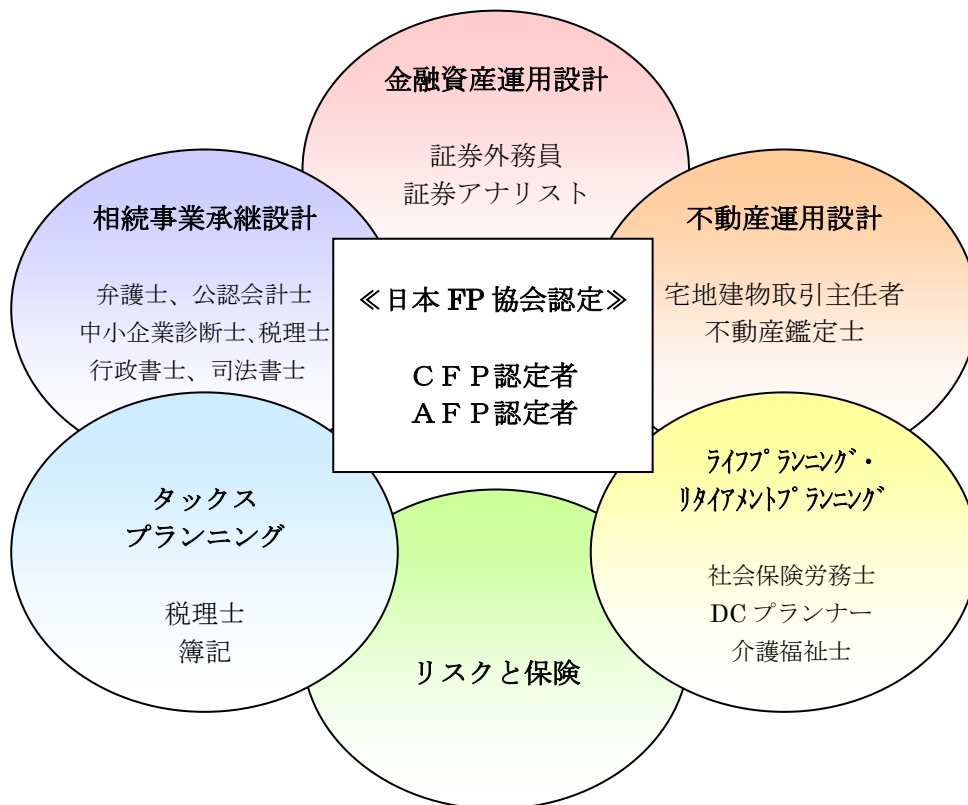 金融資産運用設計
証券外務員
証券アナリスト
相続事業承継設計
弁護士、公認会計士
中小企業診断士、税理士
行政書士、司法書士
≪日本 FP 協会認定≫
ＣＦＰ認定者
ＡＦＰ認定者
不動産運用設計
宅地建物取引主任者
不動産鑑定士
タックス
プランニング
税理士
簿記
リスクと保険
ﾗｲﾌﾌﾟﾗﾝﾆﾝｸﾞ・
ﾘﾀｲｱﾒﾝﾄﾌﾟﾗﾝﾆﾝｸﾞ
社会保険労務士
DC プランナー
介護福祉士